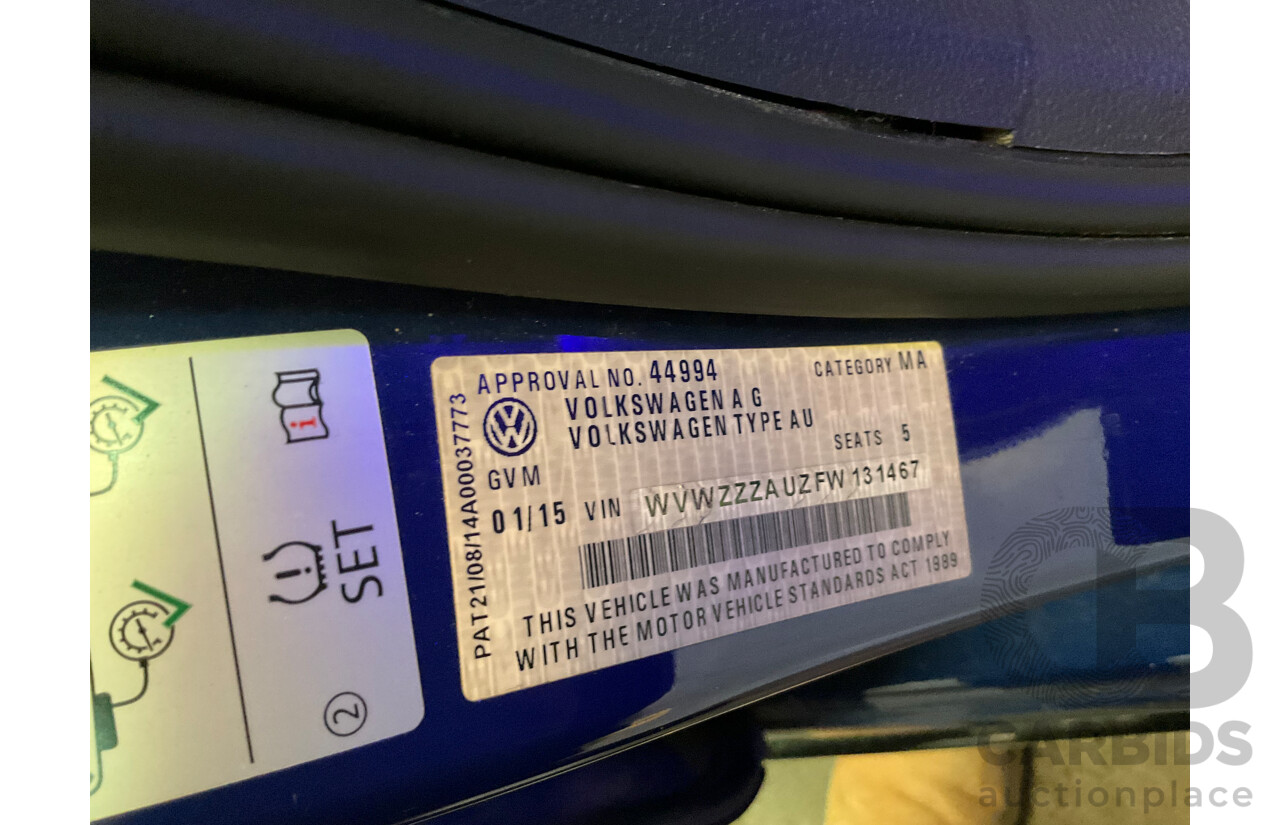 APPROVAL NO. 44994
CATEGORY MA
VOLKSWAGEN A G
VOLKSWAGEN TYPE AU
SEATS 5
GVM
01/15 VIN WVWZZZAUZFW131467
THIS VEHICLE WAS MANUFACTURED TO COMPLY
WITH THE MOTOR VEHICLE STANDARDS ACT 1989
PAT21/08/14A00037773
i
SET
2
CARBIDS
auctionplace